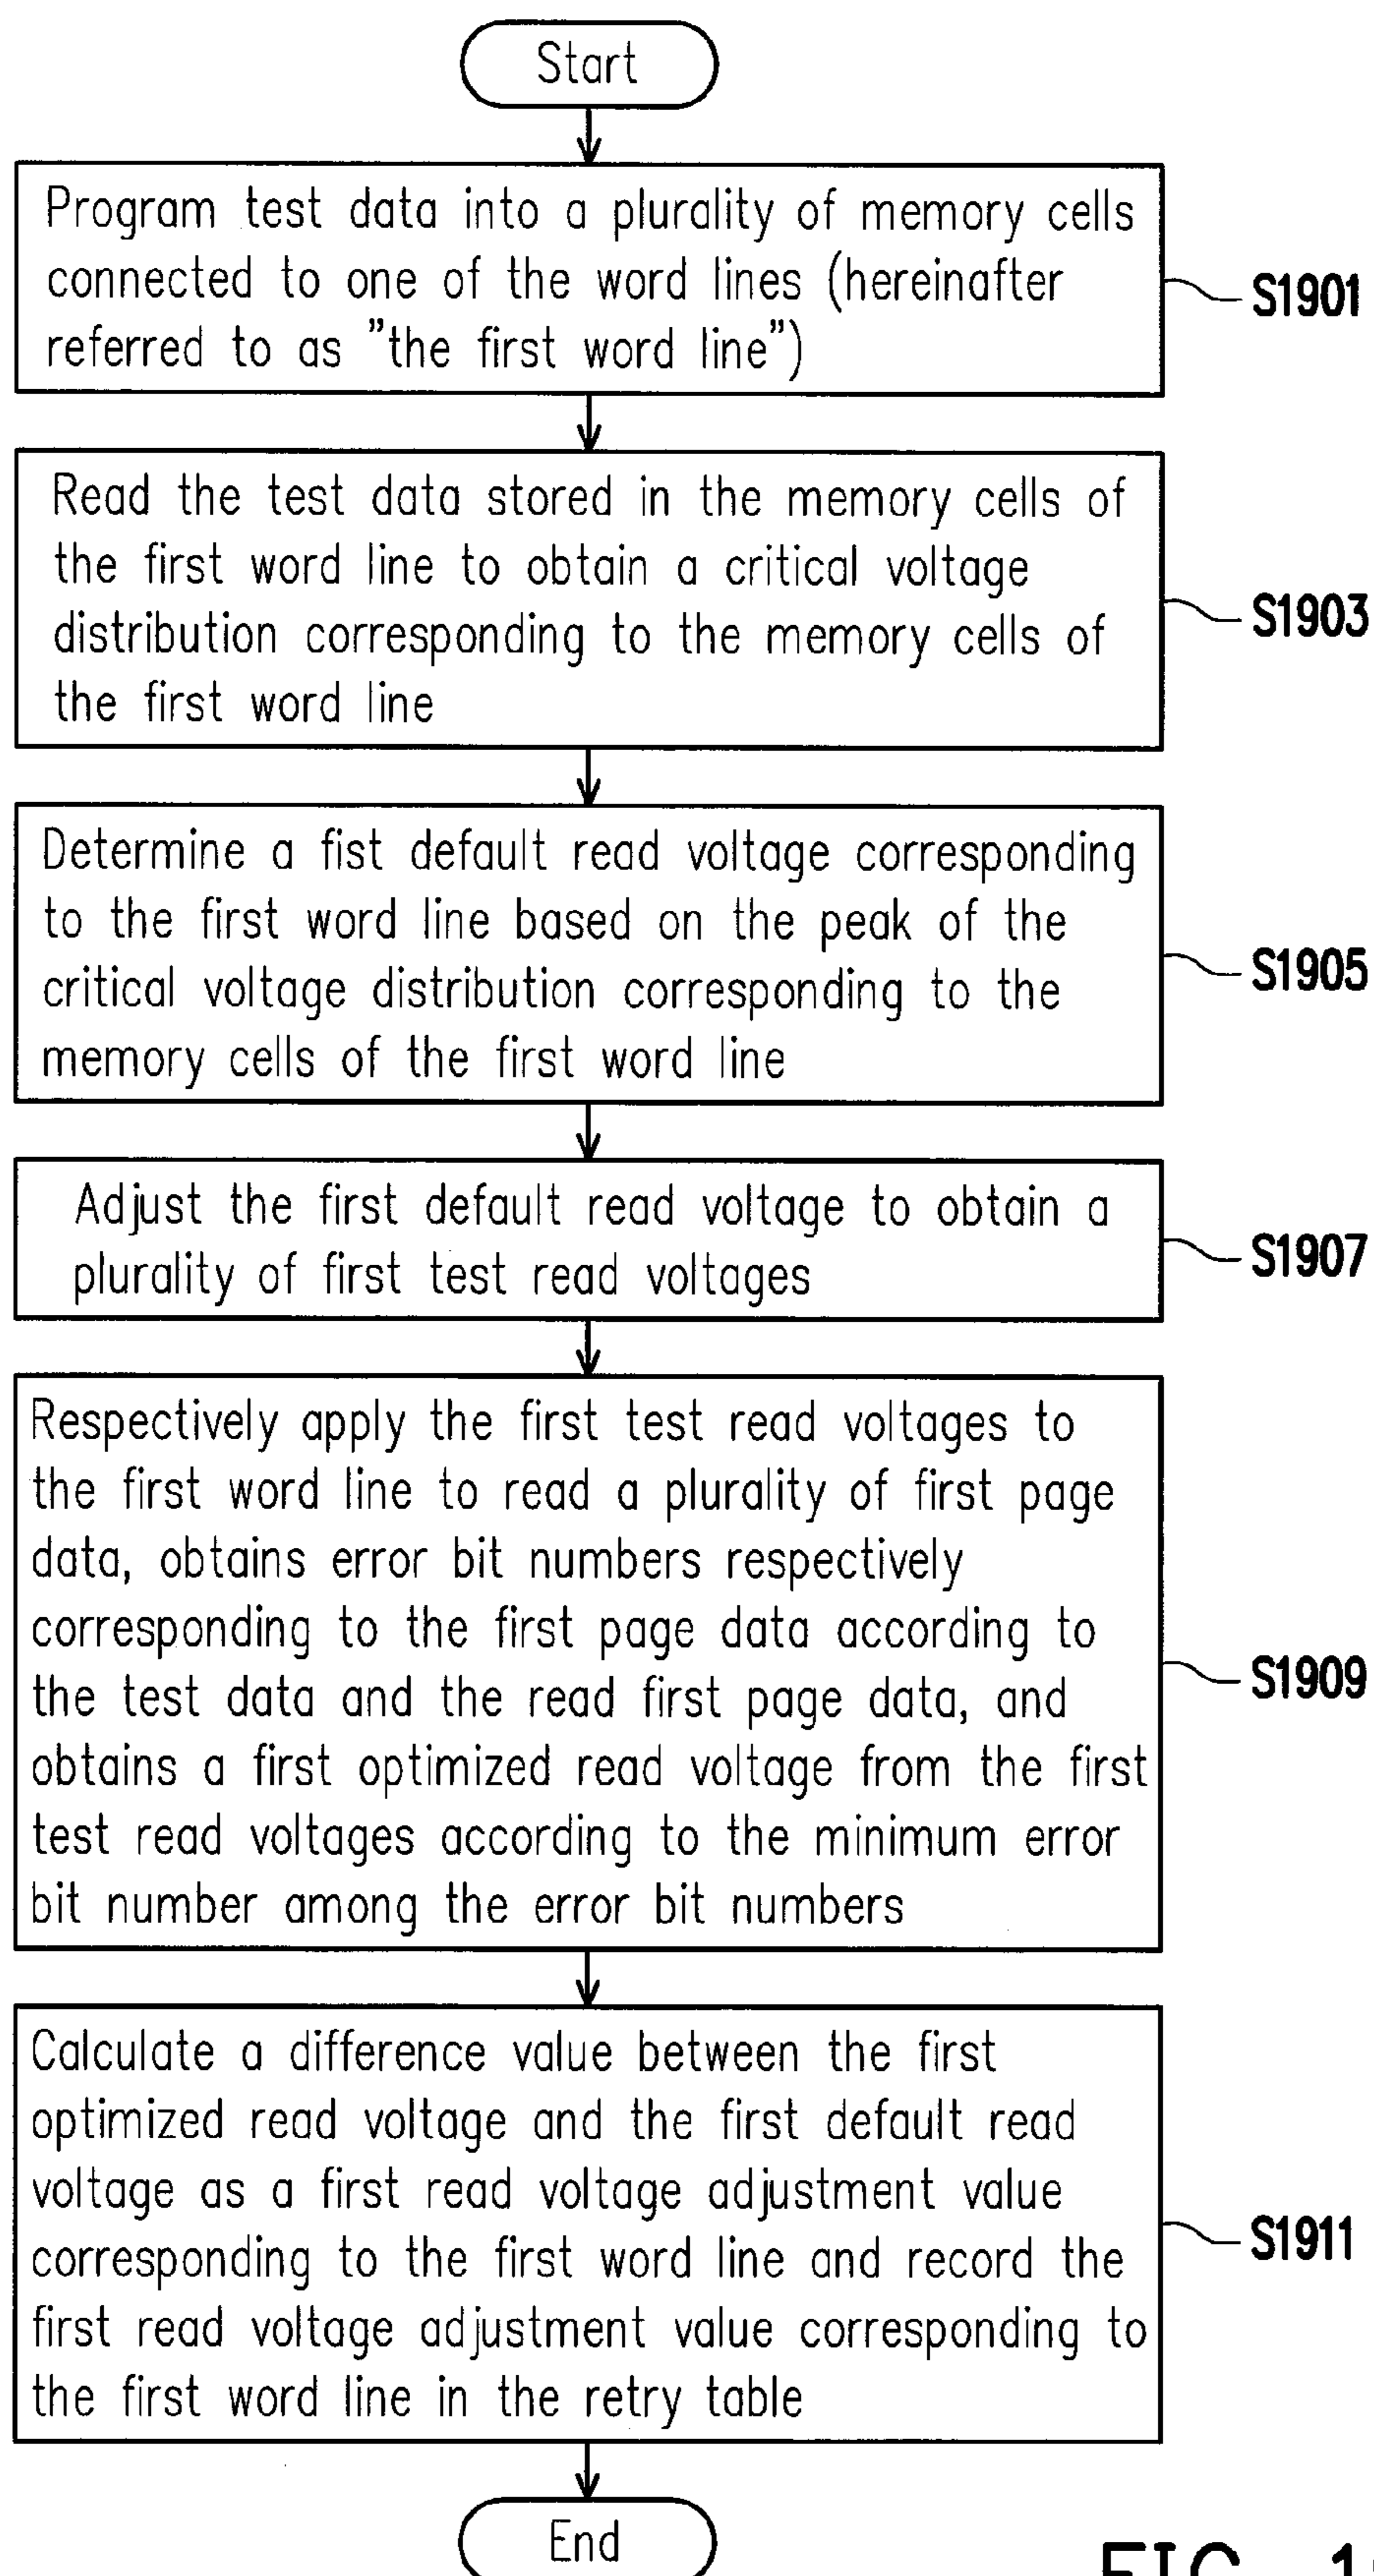 Start
Program test data into a plurality of memory cells
connected to one of the word lines (hereinafter
referred to as ”the first word line”)
S1901
Read the test data stored in the memory cells of
the first word line to obtain a critical voltage
distribution corresponding to the memory cells of
the first word line
S1903
Determine a fist default read voltage corresponding
to the first word line based on the peak of the
critical voltage distribution corresponding to the
memory cells of the first word line
S1905
Adjust the first default read voltage to obtain a
plurality of first test read voltages
S1907
Respectively apply the first test read voltages to
the first word line to read a plurality of first page
data, obtains error bit numbers respectively
corresponding to the first page data according to
the test data and the read first page data, and
obtains a first optimized read voltage from the first
test read voltages according to the minimum error
bit number among the error bit numbers
S1909
Calculate a difference value between the first
optimized read voltage and the first default read
voltage as a first read voltage adjustment value
corresponding to the first word line and record the
first read voltage adjustment value corresponding to
the first word line in the retry table
S1911
End
FIG.